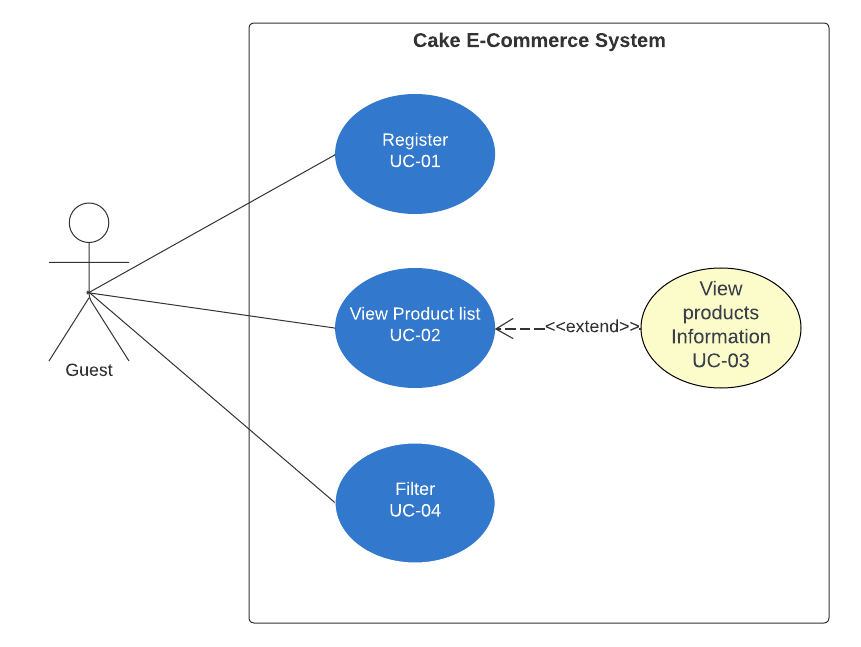 Cake E-Commerce System
Register
UC-01
View Product list
UC-02
<<extend>>
View
products
Information
UC-03
Guest
Filter
UC-04